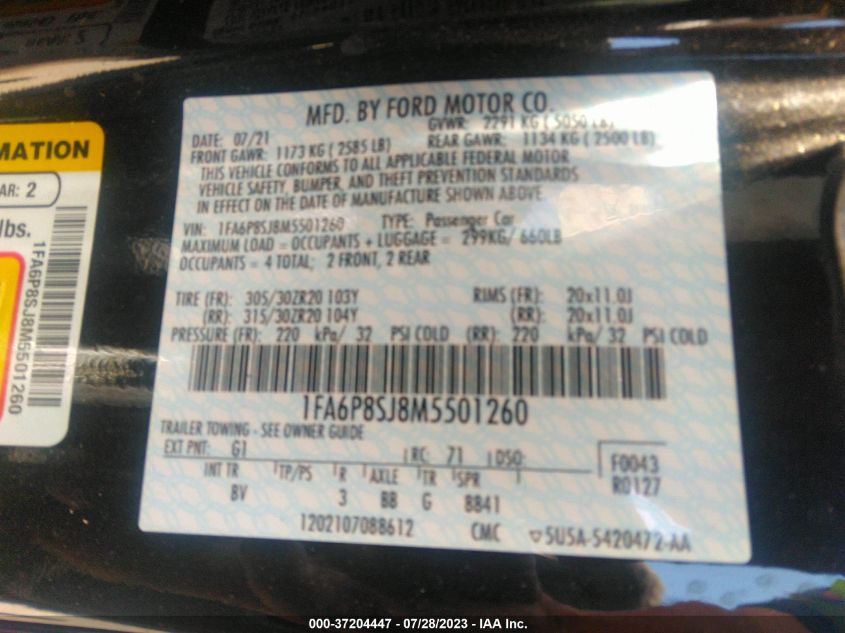 MATION
AR: 2
lbs.
1FA6P8SJ8M5501260
MFD. BY FORD MOTOR CO.
DATE: 07/21 GVWR: 2291 KG ( 5050 LB)
FRONT GAWR: 1173 KG ( 2585 LB) REAR GAWR: 1134 KG ( 2500 LB)
THIS VEHICLE CONFORMS TO ALL APPLICABLE FEDERAL MOTOR
VEHICLE SAFETY, BUMPER, AND THEFT PREVENTION STANDARDS
IN EFFECT ON THE DATE OF MANUFACTURE SHOWN ABOVE.
VIN: 1FA6P8SJ8M5501260 TYPE: Passenger Car
MAXIMUM LOAD = OCCUPANTS + LUGGAGE = 299KG/ 660LB
OCCUPANTS = 4 TOTAL; 2 FRONT, 2 REAR
TIRE (FR): 305/30ZR20 103Y RIMS (FR): 20x11.0J
(RR): 315/30ZR20 104Y (RR): 20x11.0J
PRESSURE (FR): 220 kPa/ 32 PSI COLD (RR): 220 kPa/ 32 PSI COLD
1FA6P8SJ8M5501260
TRAILER TOWING - SEE OWNER GUIDE
EXT PNT: G1 RC: 71 DSO: F0043
INT TR TP/PS R AXLE TR SPR R0127
BV 3 BB G 8841
1202107088612 CMC 5U5A-5420472-AA
000-37204447 - 07/28/2023 - IAA Inc.